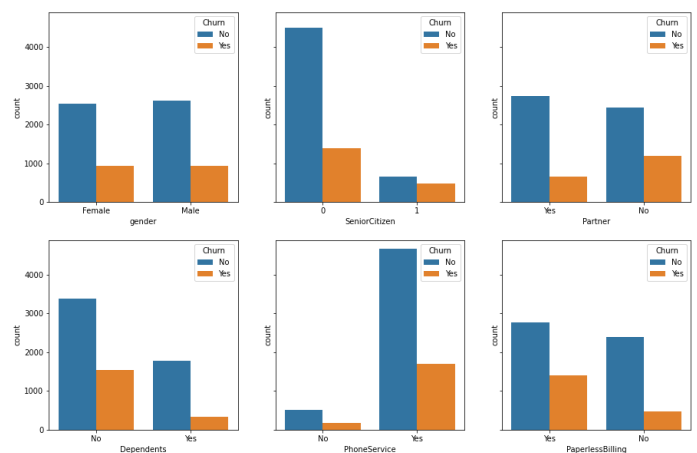 Churn
No
Yes
4000
3000
2000
1000
0
count
Female Male
gender
Churn
No
Yes
count
0 1
SeniorCitizen
Churn
No
Yes
count
Yes No
Partner
Churn
No
Yes
4000
3000
2000
1000
0
count
No Yes
Dependents
Churn
No
Yes
count
No Yes
PhoneService
Churn
No
Yes
count
Yes No
PaperlessBilling